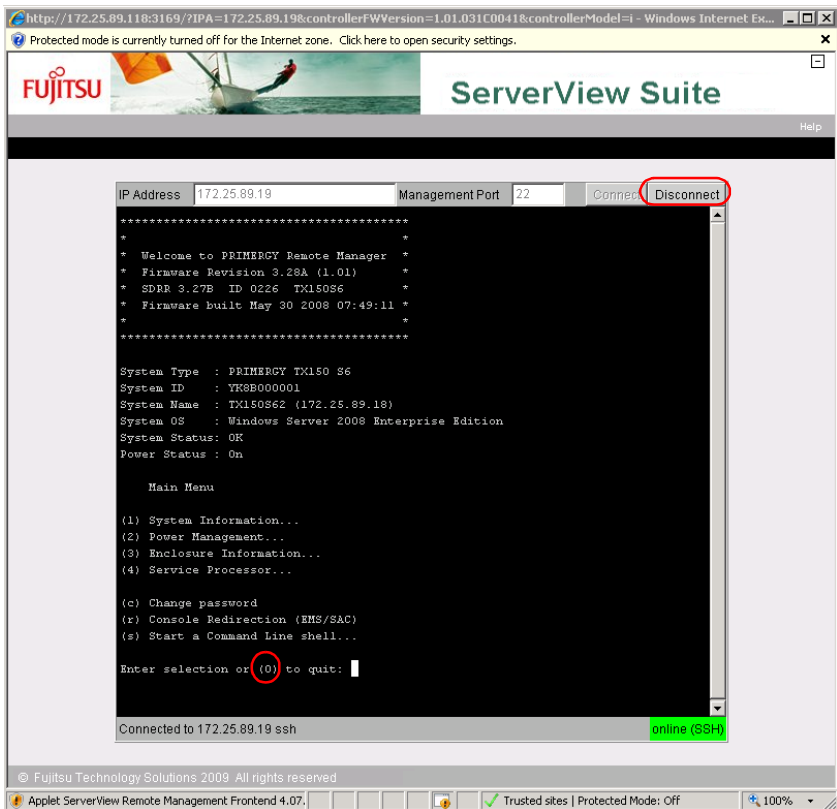 http://172.25.89.118:3169/?IPA=172.25.89.19&controllerFWVersion=1.01.031C0041&controllerModel=i - Windows Internet Ex...
Protected mode is currently turned off for the Internet zone. Click here to open security settings.
FUJITSU
ServerView Suite
Help
IP Address 172.25.89.19 Management Port 22 Connect Disconnect
****************************************
* *
* Welcome to PRIMERGY Remote Manager *
* Firmware Revision 3.28A (1.01) *
* SDRR 3.27B ID 0226 TX150S6 *
* Firmware built May 30 2008 07:49:11 *
* *
****************************************
System Type : PRIMERGY TX150 S6
System ID : YK8B000001
System Name : TX150S62 (172.25.89.18)
System OS : Windows Server 2008 Enterprise Edition
System Status: OK
Power Status : On
Main Menu
(1) System Information...
(2) Power Management...
(3) Enclosure Information...
(4) Service Processor...
(c) Change password
(r) Console Redirection (EMS/SAC)
(s) Start a Command Line shell...
Enter selection or (0) to quit:
Connected to 172.25.89.19 ssh online (SSH)
© Fujitsu Technology Solutions 2009 All rights reserved
Applet ServerView Remote Management Frontend 4.07. Trusted sites | Protected Mode: Off 100%